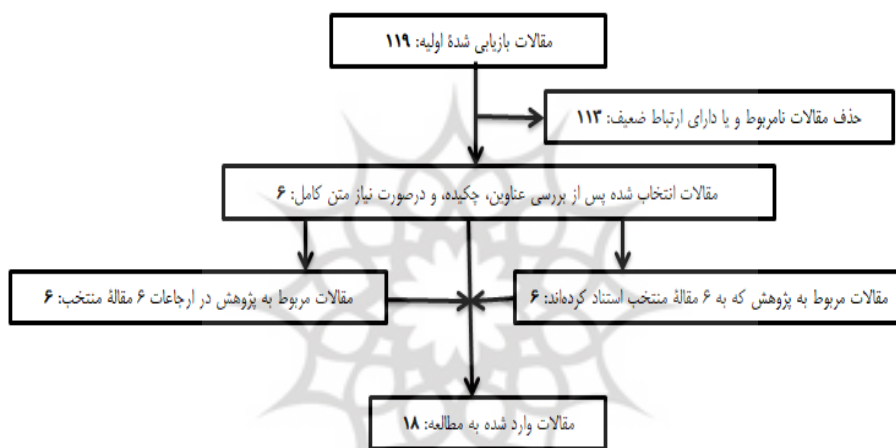 مقالات بازیابی شدهٔ اولیه: ۱۱۹
حذف مقالات نامربوط و یا دارای ارتباط ضعیف: ۱۱۳
مقالات انتخاب شده پس از بررسی عناوین، چکیده، و درصورت نیاز متن کامل: ۶
مقالات مربوط به پژوهش که به ۶ مقالهٔ منتخب استناد کرده‌اند: ۶
مقالات مربوط به پژوهش در ارجاعات ۶ مقالهٔ منتخب: ۶
مقالات وارد شده به مطالعه: ۱۸